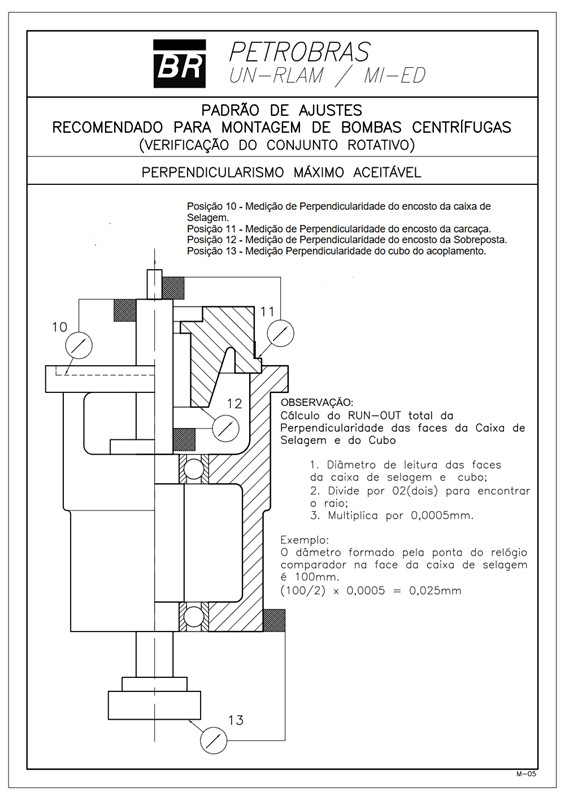 BR
PETROBRAS
UN-RLAM / MI-ED
PADRÃO DE AJUSTES
RECOMENDADO PARA MONTAGEM DE BOMBAS CENTRÍFUGAS
(VERIFICAÇÃO DO CONJUNTO ROTATIVO)
PERPENDICULARISMO MÁXIMO ACEITÁVEL
Posição 10 - Medição de Perpendicularidade do encosto da caixa de
Selagem.
Posição 11 - Medição de Perpendicularidade do encosto da carcaça.
Posição 12 - Medição de Perpendicularidade do encosto da Sobreposta.
Posição 13 - Medição Perpendicularidade do cubo do acoplamento.
10
11
12
OBSERVAÇÃO:
Cálculo do RUN-OUT total da
Perpendicularidade das faces da Caixa de
Selagem e do Cubo
1. Diâmetro de leitura das faces
da caixa de selagem e cubo;
2. Divide por 02(dois) para encontrar
o raio;
3. Multiplica por 0,0005mm.
Exemplo:
O dâmetro formado pela ponta do relógio
comparador na face da caixa de selagem
é 100mm.
(100/2) x 0,0005 = 0,025mm
13
M-05